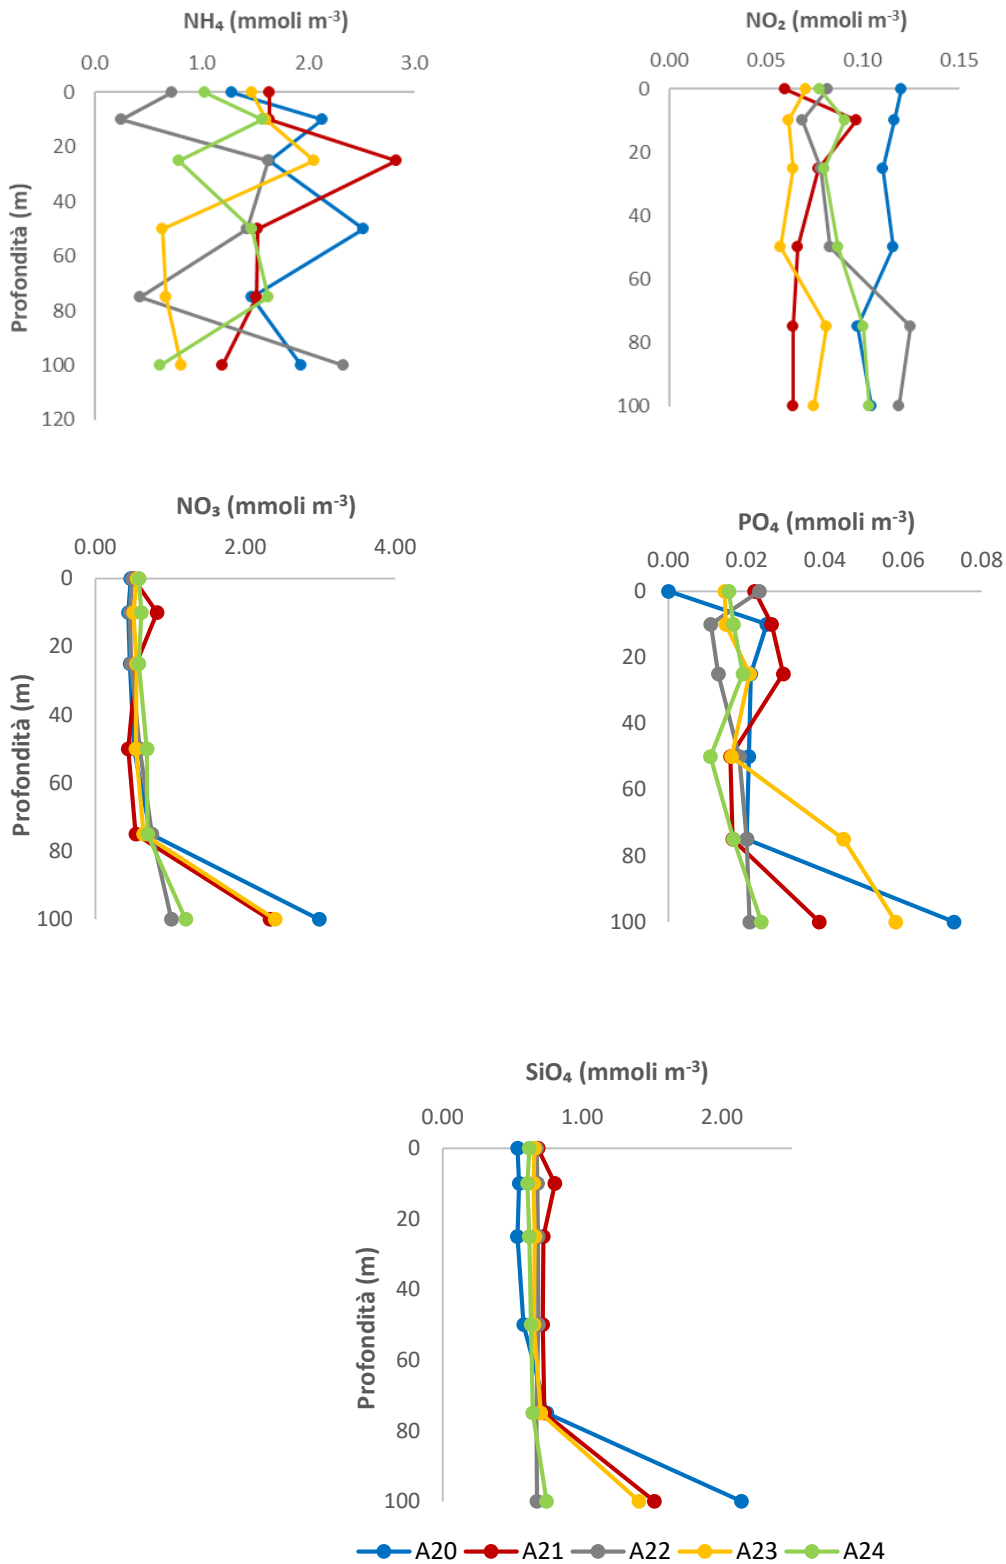 NH₄ (mmoli m⁻³)
0.0 1.0 2.0 3.0
0
20
40
60
80
100
120
Profondità (m)
NO₂ (mmoli m⁻³)
0.00 0.05 0.10 0.15
0
20
40
60
80
100
NO₃ (mmoli m⁻³)
0.00 2.00 4.00
0
20
40
60
80
100
Profondità (m)
PO₄ (mmoli m⁻³)
0.00 0.02 0.04 0.06 0.08
0
20
40
60
80
100
Profondità (m)
SiO₄ (mmoli m⁻³)
0.00 1.00 2.00
0
20
40
60
80
100
Profondità (m)
A20 A21 A22 A23 A24